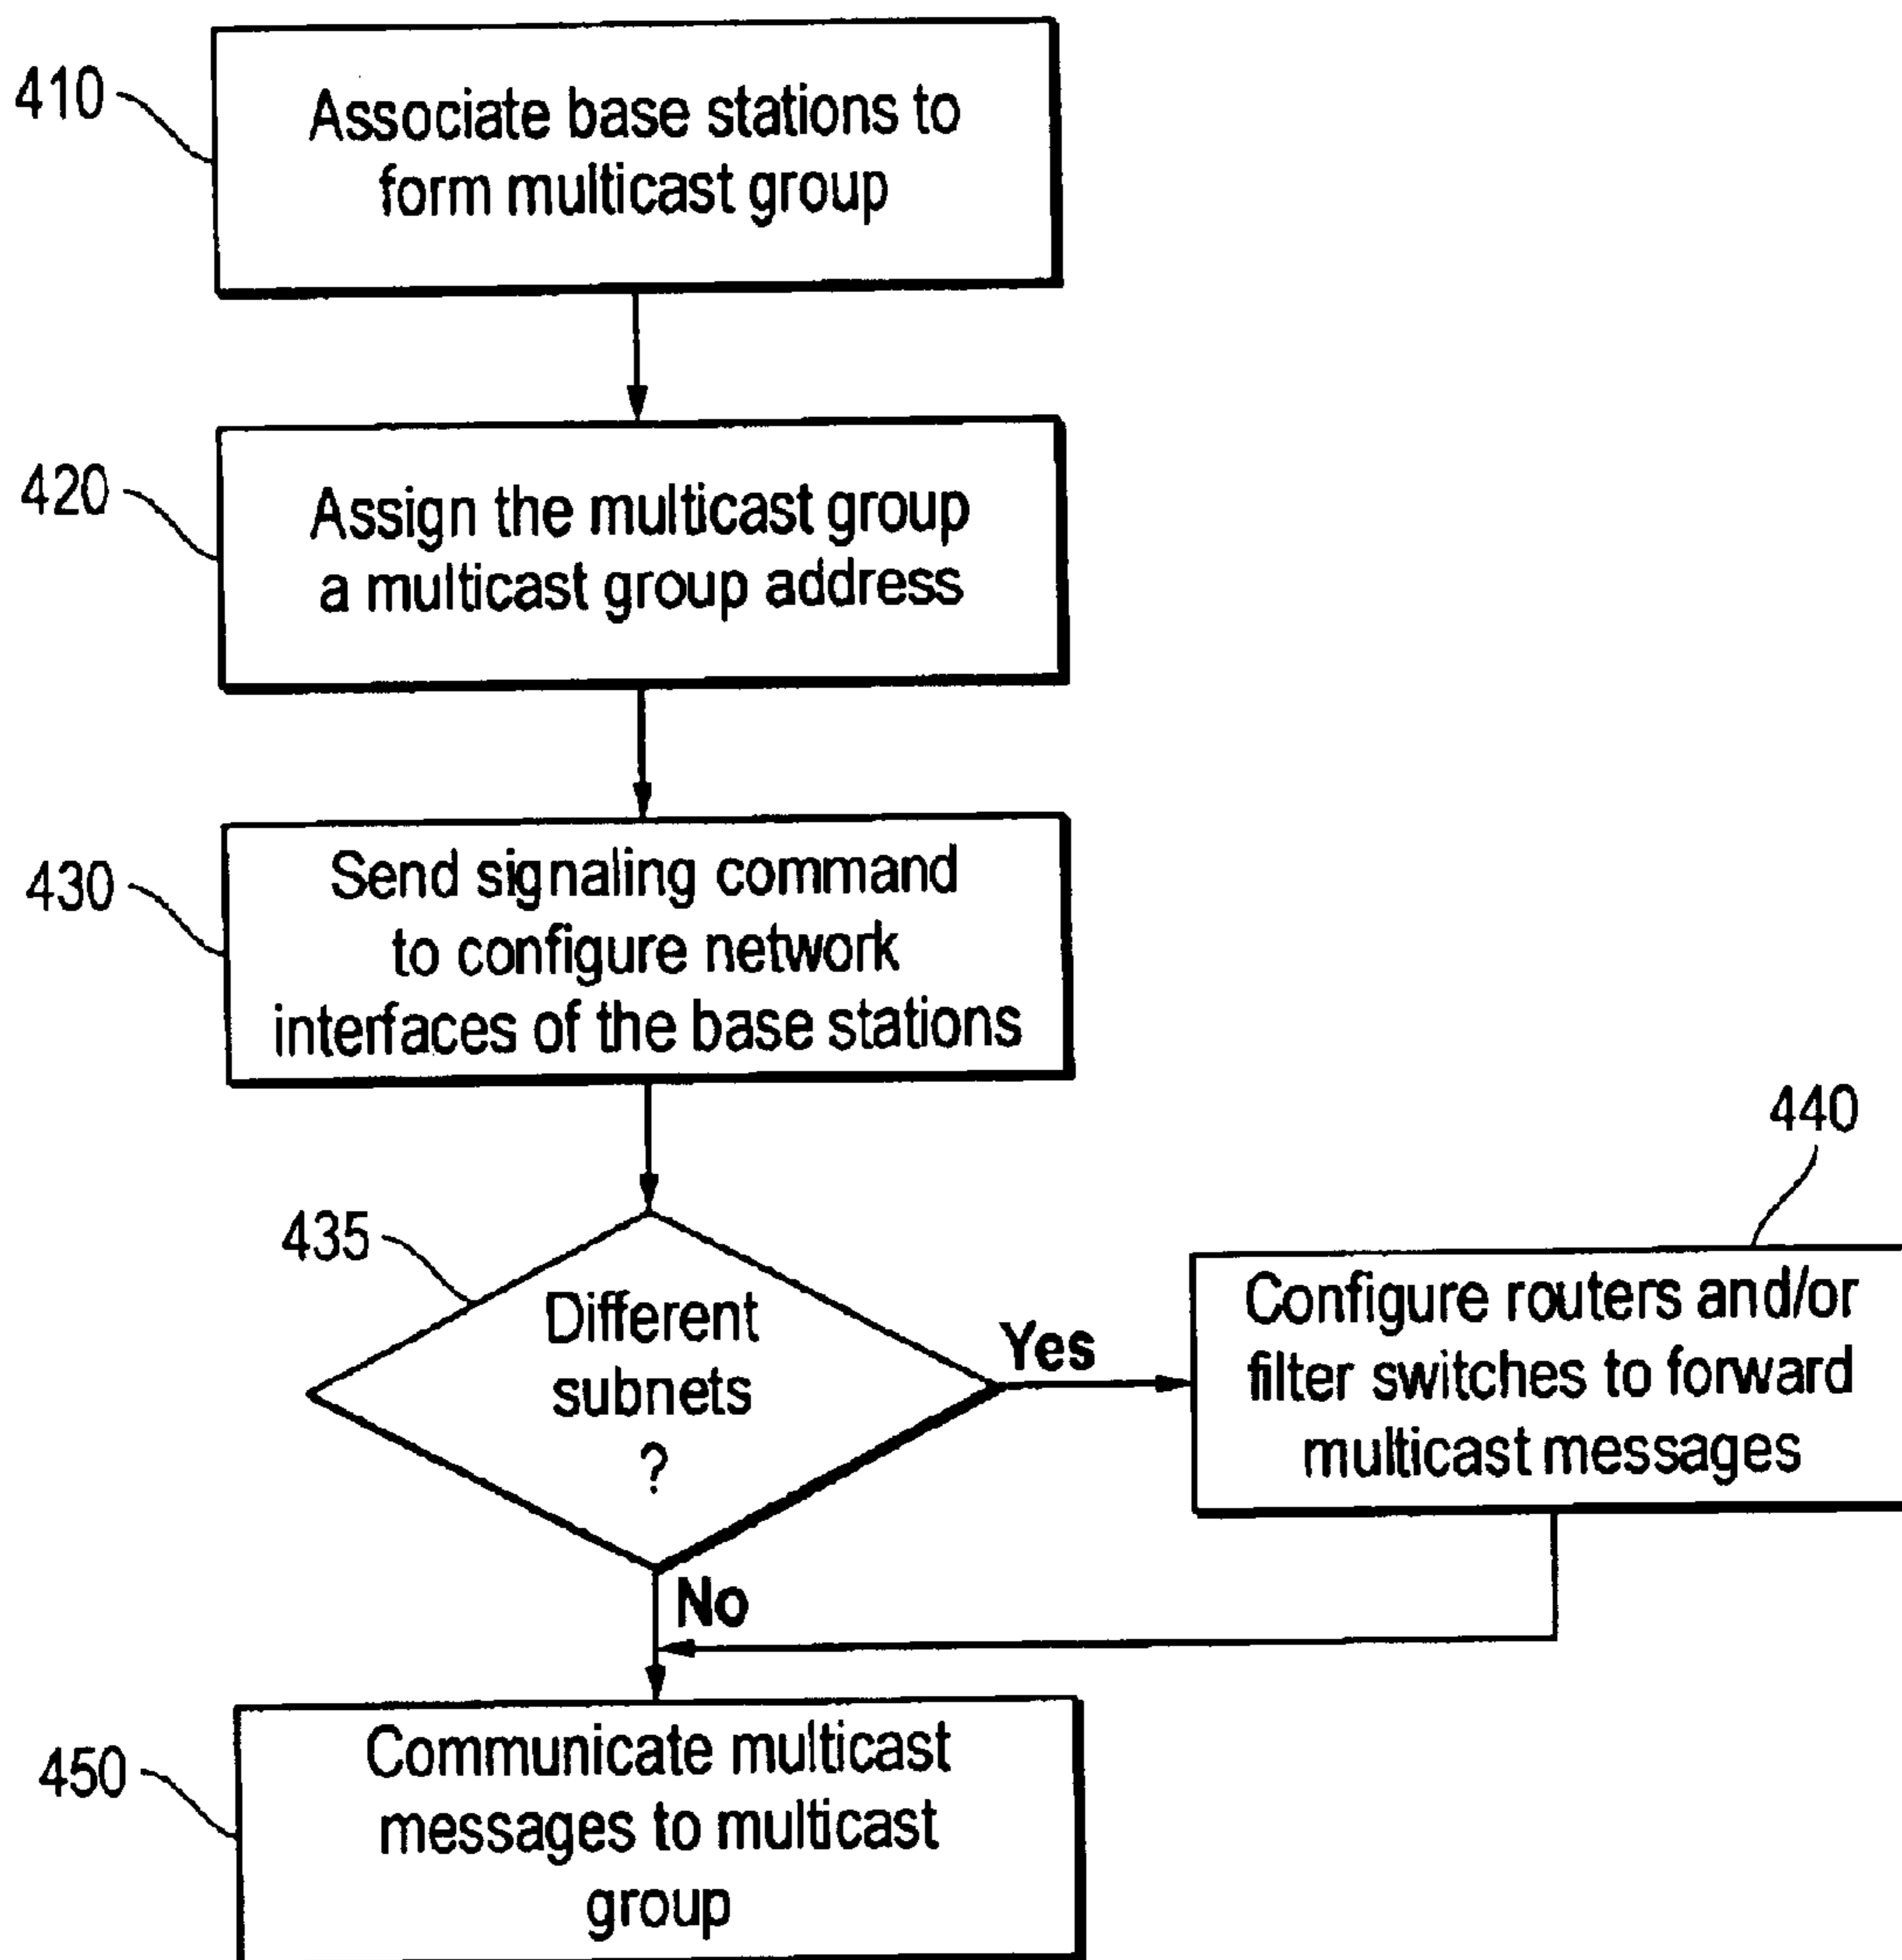 410
Associate base stations to
form multicast group
420
Assign the multicast group
a multicast group address
430
Send signaling command
to configure network
interfaces of the base stations
435
Different
subnets
?
Yes
440
Configure routers and/or
filter switches to forward
multicast messages
No
450
Communicate multicast
messages to multicast
group